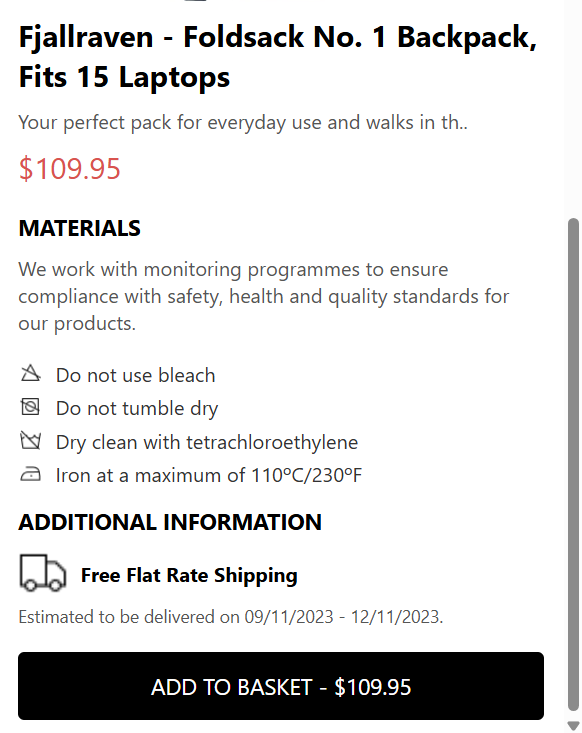 Fjallraven - Foldsack No. 1 Backpack,
Fits 15 Laptops
Your perfect pack for everyday use and walks in th..
$109.95
MATERIALS
We work with monitoring programmes to ensure
compliance with safety, health and quality standards for
our products.
Do not use bleach
Do not tumble dry
Dry clean with tetrachloroethylene
Iron at a maximum of 110ºC/230ºF
ADDITIONAL INFORMATION
Free Flat Rate Shipping
Estimated to be delivered on 09/11/2023 - 12/11/2023.
ADD TO BASKET - $109.95